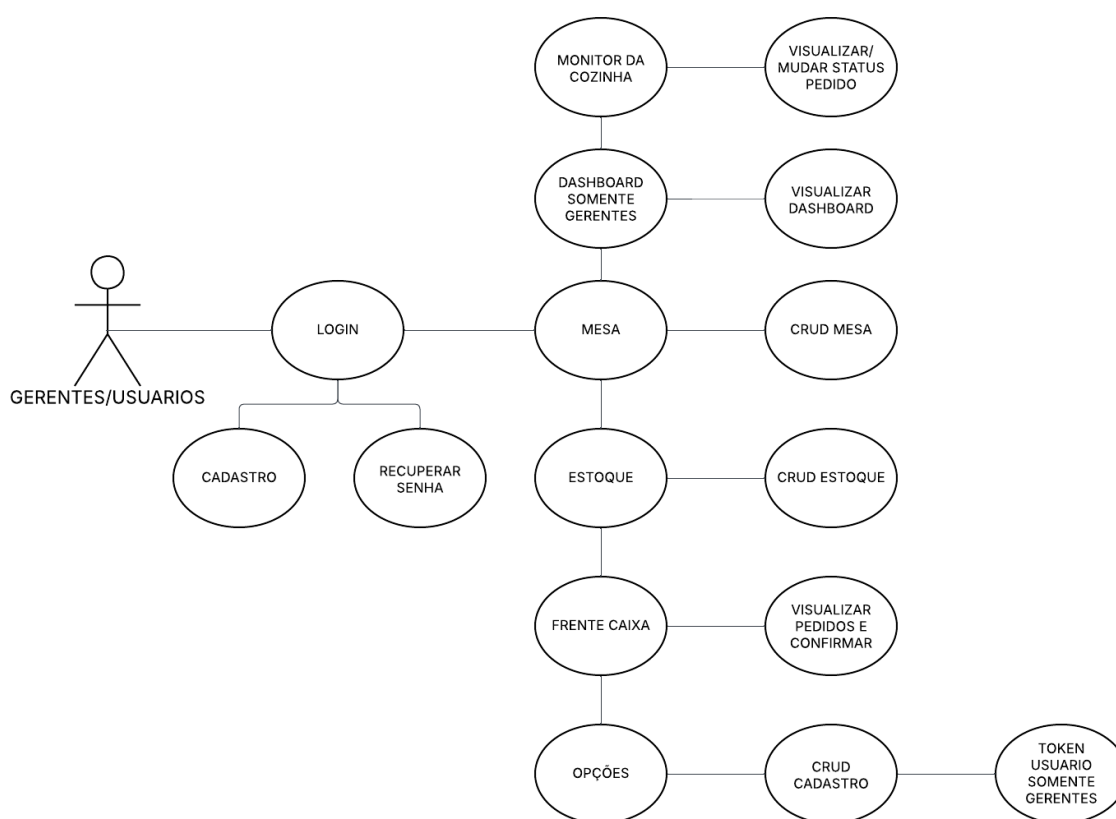 MONITOR DA
COZINHA
VISUALIZAR/
MUDAR STATUS
PEDIDO
DASHBOARD
SOMENTE
GERENTES
VISUALIZAR
DASHBOARD
GERENTES/USUARIOS
LOGIN
MESA
CRUD MESA
CADASTRO
RECUPERAR
SENHA
ESTOQUE
CRUD ESTOQUE
FRENTE CAIXA
VISUALIZAR
PEDIDOS E
CONFIRMAR
OPÇÕES
CRUD
CADASTRO
TOKEN
USUARIO
SOMENTE
GERENTES